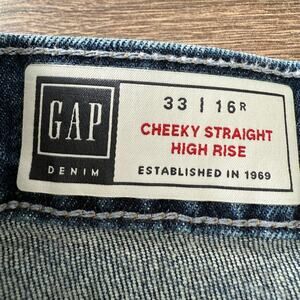 GAP
DENIM
33 | 16R
CHEEKY STRAIGHT
HIGH RISE
ESTABLISHED IN 1969